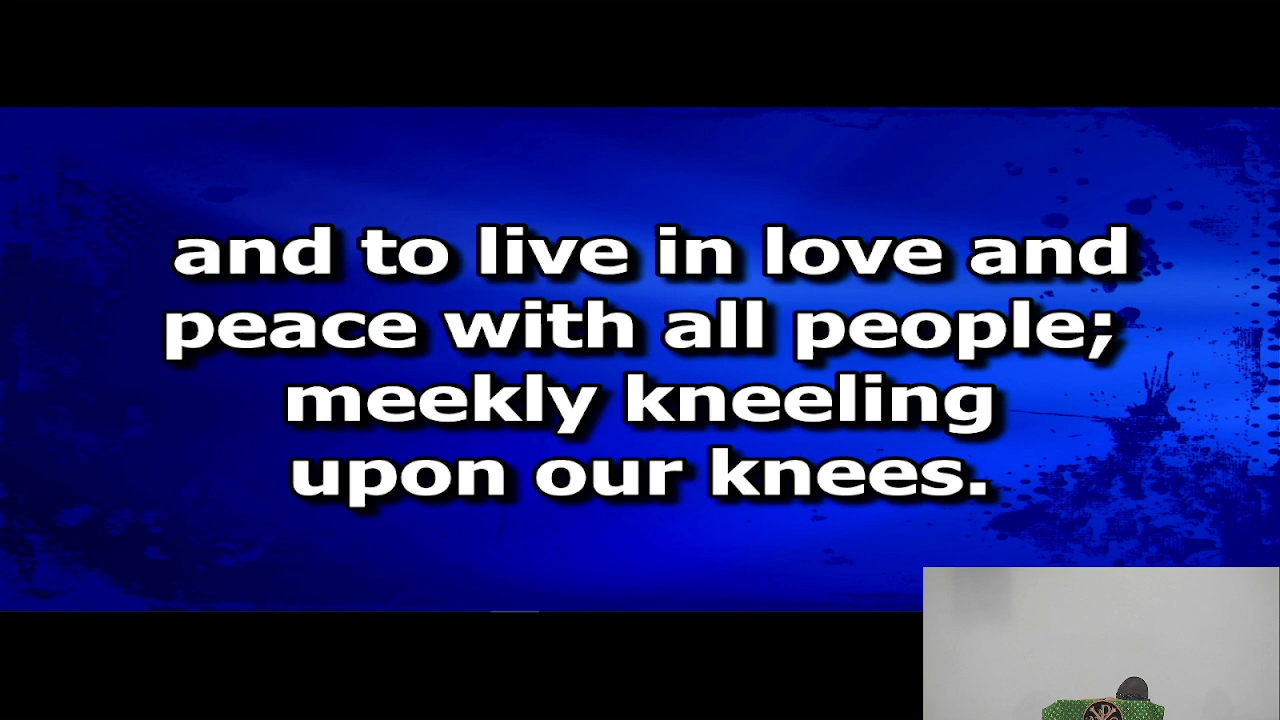 and to live in love and
peace with all people;
meekly kneeling
upon our knees.